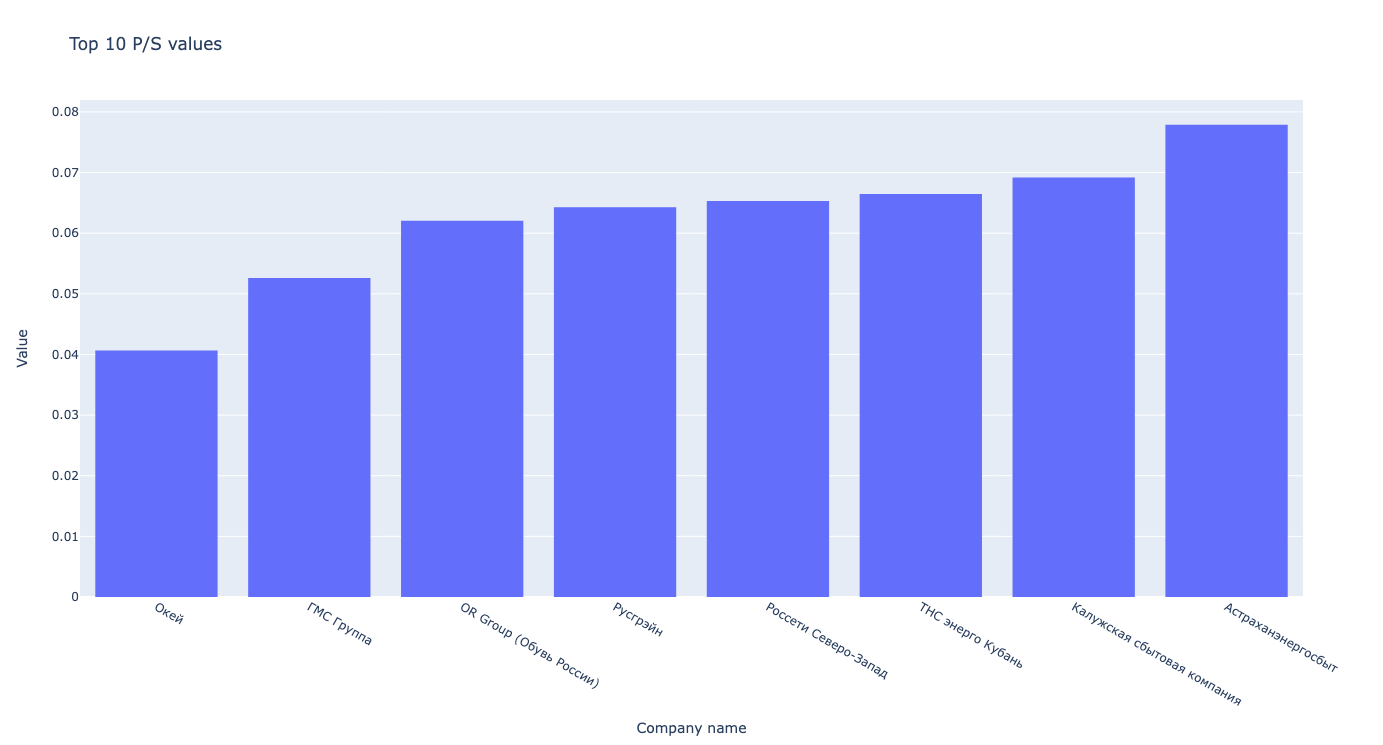 Top 10 P/S values
0.08
0.07
0.06
0.05
0.04
0.03
0.02
0.01
0
Value
Окей
ГМС Группа
OR Group (Обувь России)
Русгрэйн
Россети Северо-Запад
ТНС энерго Кубань
Калужская сбытовая компания
Астраханэнергосбыт
Company name